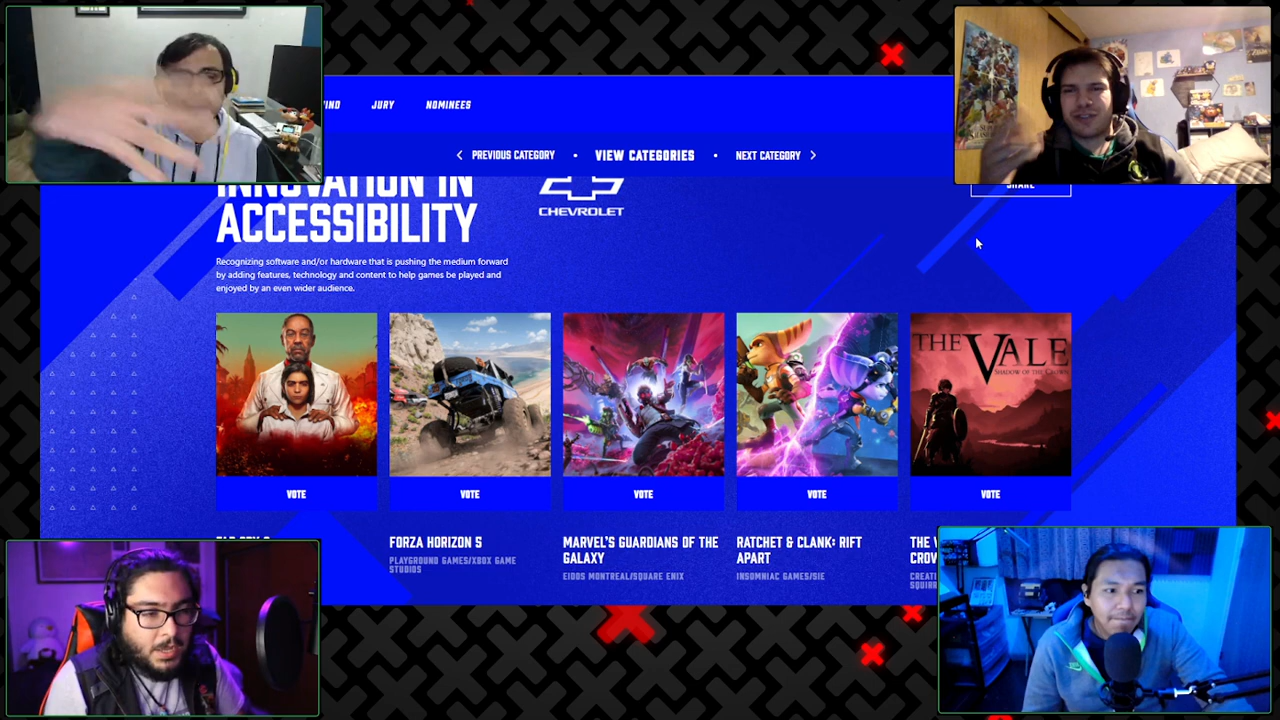 JURY
NOMINEES
PREVIOUS CATEGORY
VIEW CATEGORIES
NEXT CATEGORY
INNOVATION IN
ACCESSIBILITY
CHEVROLET
SHARE
Recognizing software and/or hardware that is pushing the medium forward
by adding features, technology and content to help games be played and
enjoyed by an even wider audience.
THE VALE
SHADOW OF THE CROWN
VOTE
VOTE
VOTE
VOTE
VOTE
FORZA HORIZON 5
PLAYGROUND GAMES/XBOX GAME
STUDIOS
MARVEL'S GUARDIANS OF THE
GALAXY
EIDOS MONTREAL/SQUARE ENIX
RATCHET & CLANK: RIFT
APART
INSOMNIAC GAMES/SIE
THE